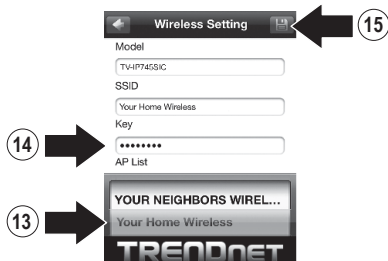 Wireless Setting
15
Model
TV-IP745SIC
SSID
Your Home Wireless
Key
••••••••
14
AP List
YOUR NEIGHBORS WIREL...
13
Your Home Wireless
TRENDNET